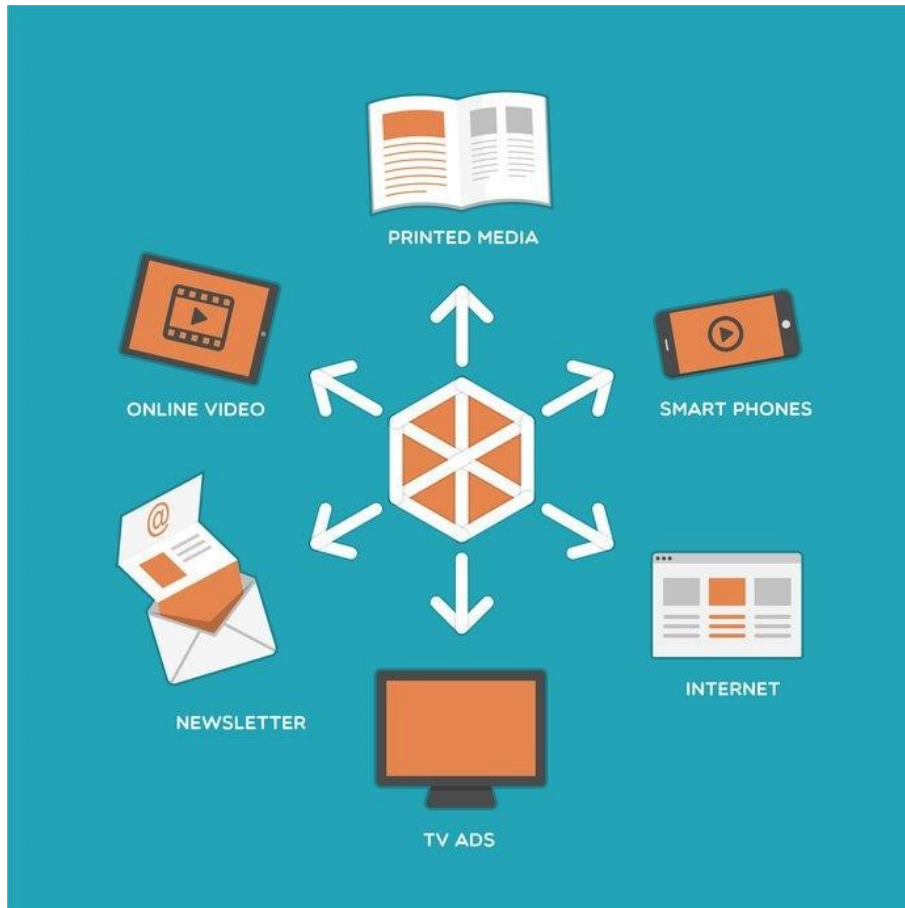 PRINTED MEDIA
ONLINE VIDEO
SMART PHONES
@
INTERNET
NEWSLETTER
TV ADS